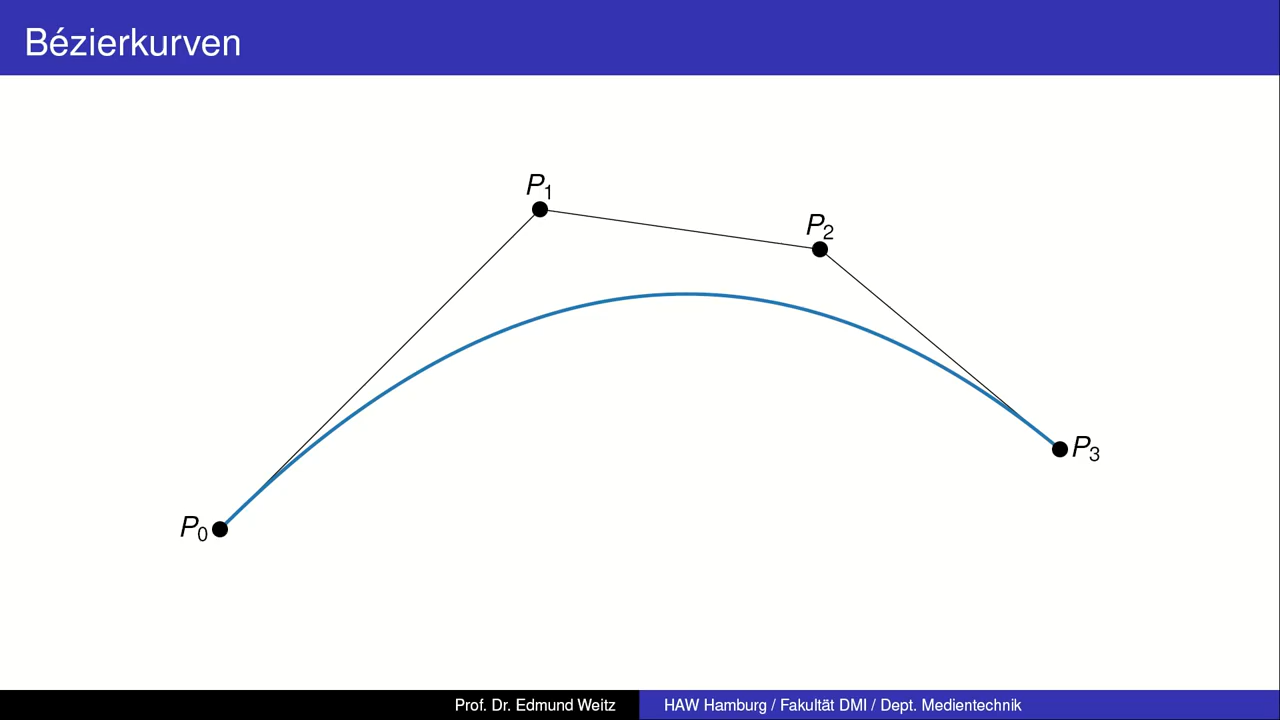 Bézierkurven
P₁
P₂
P₃
P₀
Prof. Dr. Edmund Weitz
HAW Hamburg / Fakultät DMI / Dept. Medientechnik